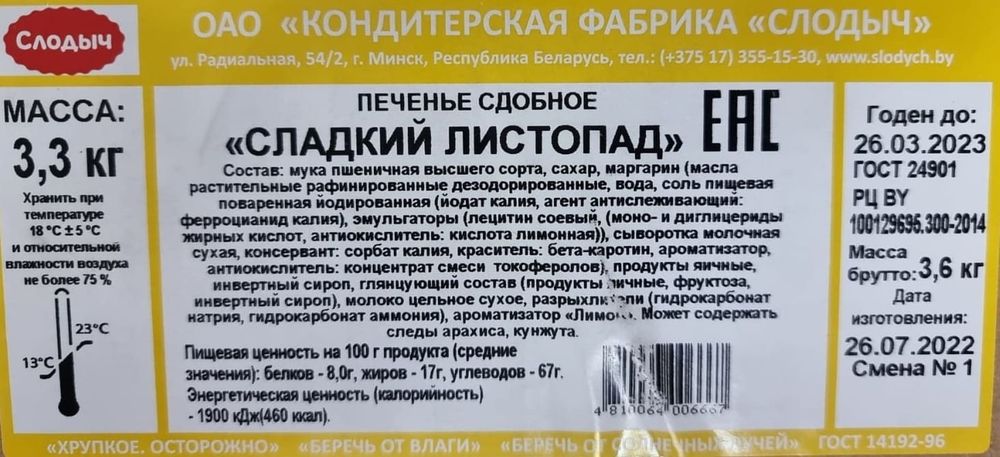 Слодыч
ОАО «КОНДИТЕРСКАЯ ФАБРИКА «СЛОДЫЧ»
ул. Радиальная, 54/2, г. Минск, Республика Беларусь, тел.: (+375 17) 355-15-30, www.slodych.by
МАССА:
3,3 кг
Хранить при
температуре
18 °С ± 5 °С
и относительной
влажности воздуха
не более 75 %
23°С
13°С
ПЕЧЕНЬЕ СДОБНОЕ
«СЛАДКИЙ ЛИСТОПАД»
ЕАС
Состав: мука пшеничная высшего сорта, сахар, маргарин (масла
растительные рафинированные дезодорированные, вода, соль пищевая
поваренная йодированная (йодат калия, агент антислеживающий:
ферроцианид калия), эмульгаторы (лецитин соевый, (моно- и диглицериды
жирных кислот, антиокислитель: кислота лимонная)), сыворотка молочная
сухая, консервант: сорбат калия, краситель: бета-каротин, ароматизатор,
антиокислитель: концентрат смеси токоферолов), продукты яичные,
инвертный сироп, глянцующий состав (продукты яичные, фруктоза,
инвертный сироп), молоко цельное сухое, разрыхлители (гидрокарбонат
натрия, гидрокарбонат аммония), ароматизатор Может содержать
следы арахиса, кунжута.
Пищевая ценность на 100 г продукта (средние
значения): белков - 8,0г, жиров - 17г, углеводов - 67г.
Энергетическая ценность (калорийность)
- 1900 кДж(460 ккал).
4 810064 006667
Годен до:
26.03.2023
ГОСТ 24901
РЦ BY
100129695.300-2014
Масса
брутто: 3,6 кг
Дата
изготовления:
26.07.2022
Смена № 1
«ХРУПКОЕ. ОСТОРОЖНО» «БЕРЕЧЬ ОТ ВЛАГИ» «БЕРЕЧЬ ОТ СОЛНЕЧНЫХ ЛУЧЕЙ» ГОСТ 14192-96